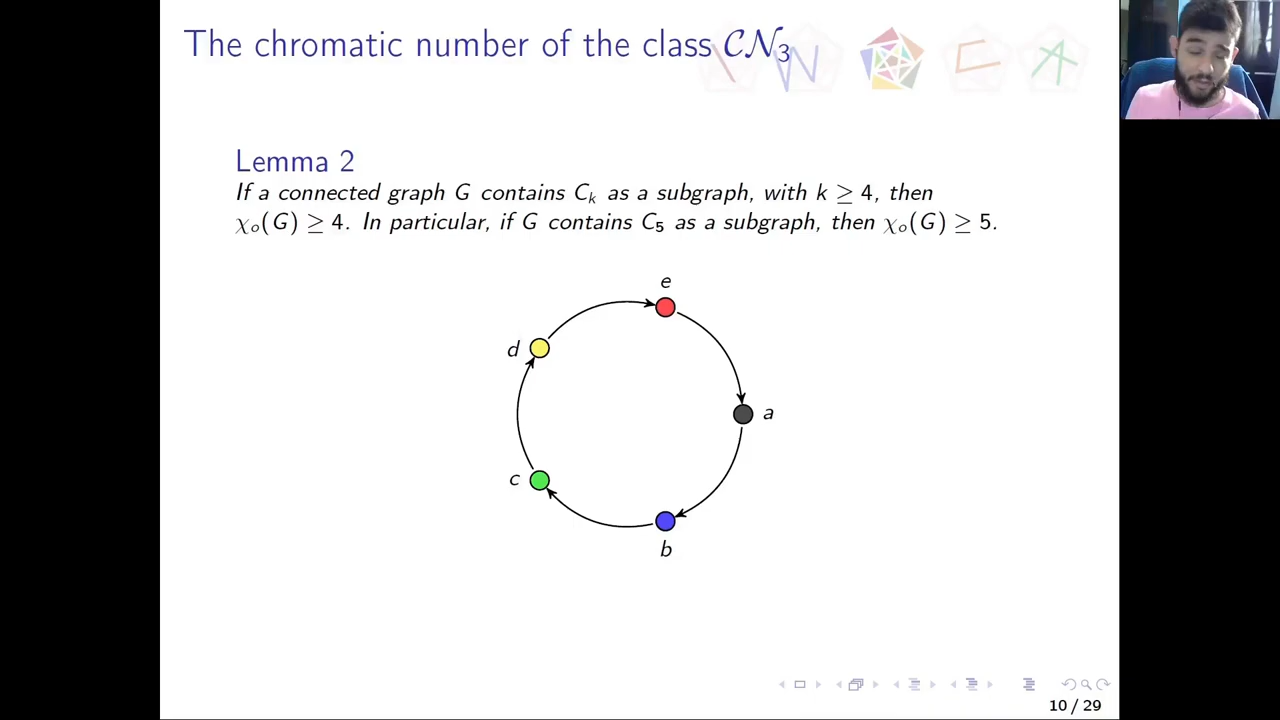 The chromatic number of the class 𝒞𝒩₃
Lemma 2
If a connected graph G contains Cₖ as a subgraph, with k ≥ 4, then
χₒ(G) ≥ 4. In particular, if G contains C₅ as a subgraph, then χₒ(G) ≥ 5.
e
d
a
c
b
10 / 29